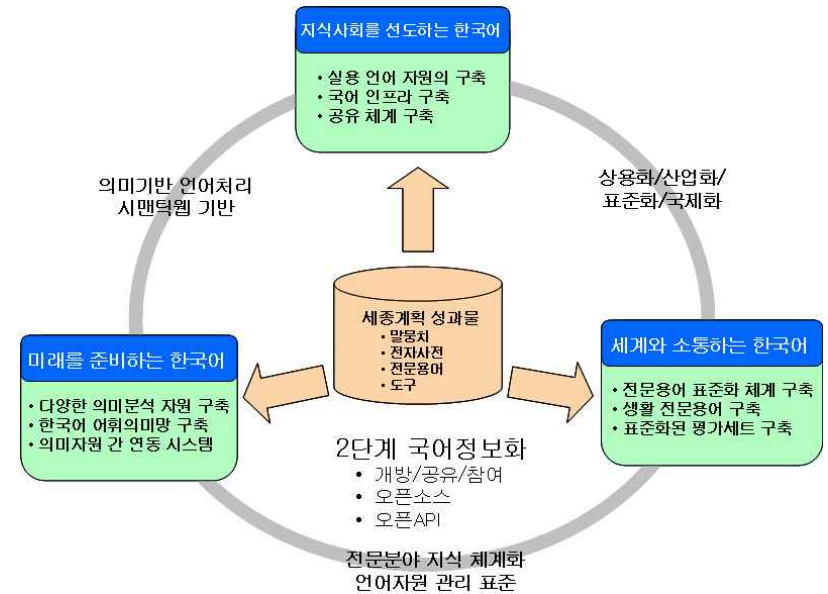 지식사회를 선도하는 한국어
• 실용 언어 자원의 구축
• 국어 인프라 구축
• 공유 체계 구축
의미기반 언어처리
시맨틱웹 기반
상용화/산업화/
표준화/국제화
세종계획 성과물
• 말뭉치
• 전자사전
• 전문용어
• 도구
미래를 준비하는 한국어
• 다양한 의미분석 자원 구축
• 한국어 어휘의미망 구축
• 의미자원 간 연동 시스템
세계와 소통하는 한국어
• 전문용어 표준화 체계 구축
• 생활 전문용어 구축
• 표준화된 평가세트 구축
2단계 국어정보화
• 개방/공유/참여
• 오픈소스
• 오픈API
전문분야 지식 체계화
언어자원 관리 표준